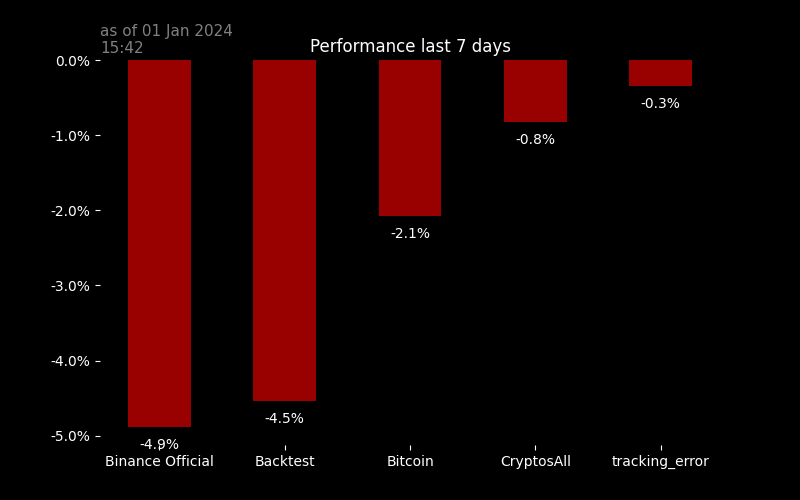 as of 01 Jan 2024
15:42
Performance last 7 days
0.0%
-1.0%
-2.0%
-3.0%
-4.0%
-5.0%
-4.9%
-4.5%
-2.1%
-0.8%
-0.3%
Binance Official
Backtest
Bitcoin
CryptosAll
tracking_error